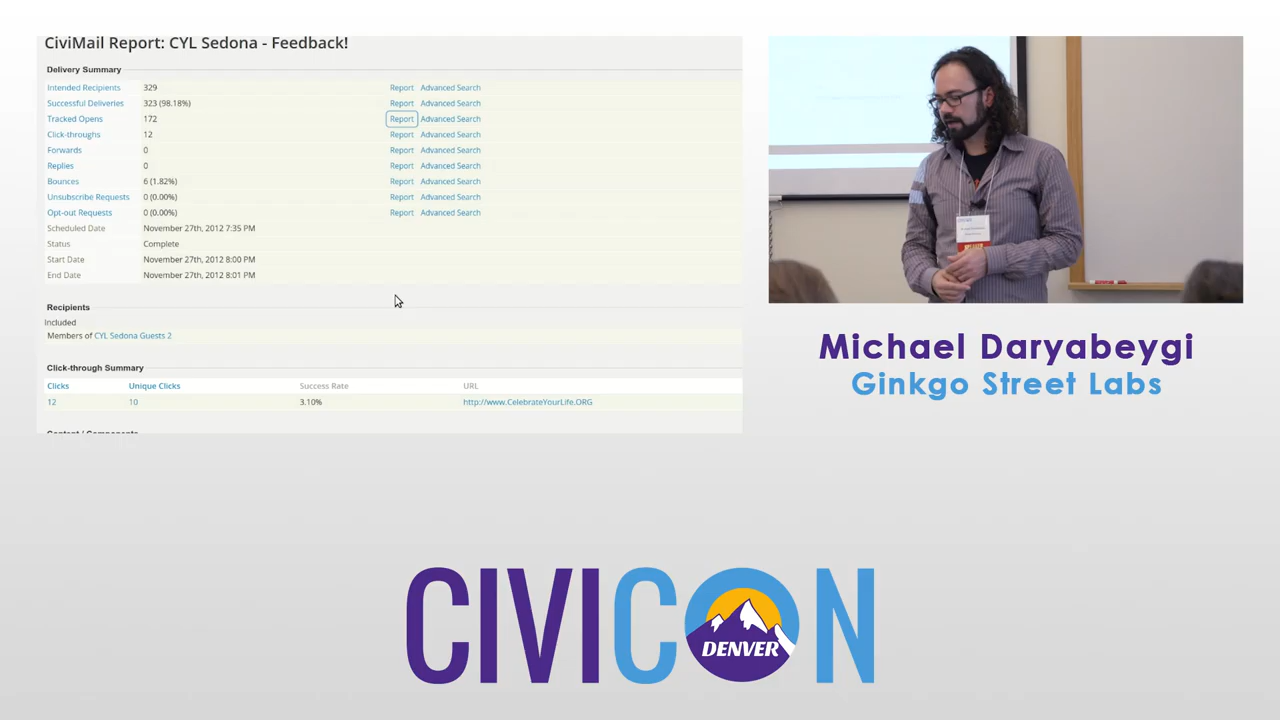 CiviMail Report: CYL Sedona - Feedback!
Delivery Summary
Intended Recipients 329 Report Advanced Search
Successful Deliveries 323 (98.18%) Report Advanced Search
Tracked Opens 172 Report Advanced Search
Click-throughs 12 Report Advanced Search
Forwards 0 Report Advanced Search
Replies 0 Report Advanced Search
Bounces 6 (1.82%) Report Advanced Search
Unsubscribe Requests 0 (0.00%) Report Advanced Search
Opt-out Requests 0 (0.00%) Report Advanced Search
Scheduled Date November 27th, 2012 7:35 PM
Status Complete
Start Date November 27th, 2012 8:00 PM
End Date November 27th, 2012 8:01 PM
Recipients
Included
Members of CYL Sedona Guests 2
Click-through Summary
Clicks Unique Clicks Success Rate URL
12 10 3.10% http://www.CelebrateYourLife.ORG
Michael Daryabeygi
Ginkgo Street Labs
CIVICON
DENVER